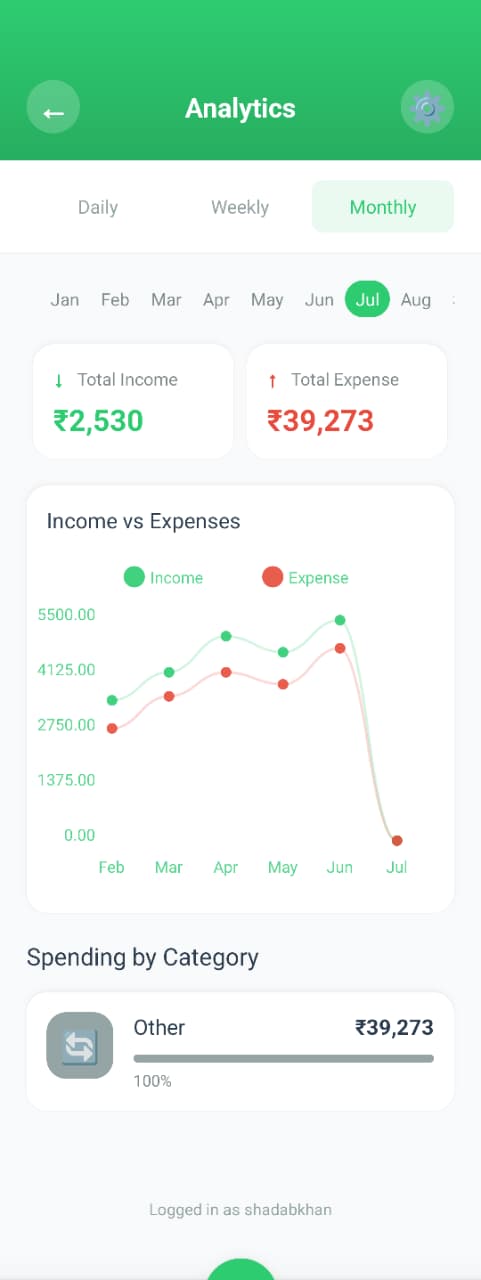 ←
Analytics
Daily Weekly Monthly
Jan Feb Mar Apr May Jun Jul Aug
↓ Total Income ↑ Total Expense
₹2,530 ₹39,273
Income vs Expenses
Income Expense
5500.00
4125.00
2750.00
1375.00
0.00
Feb Mar Apr May Jun Jul
Spending by Category
Other ₹39,273
100%
Logged in as shadabkhan